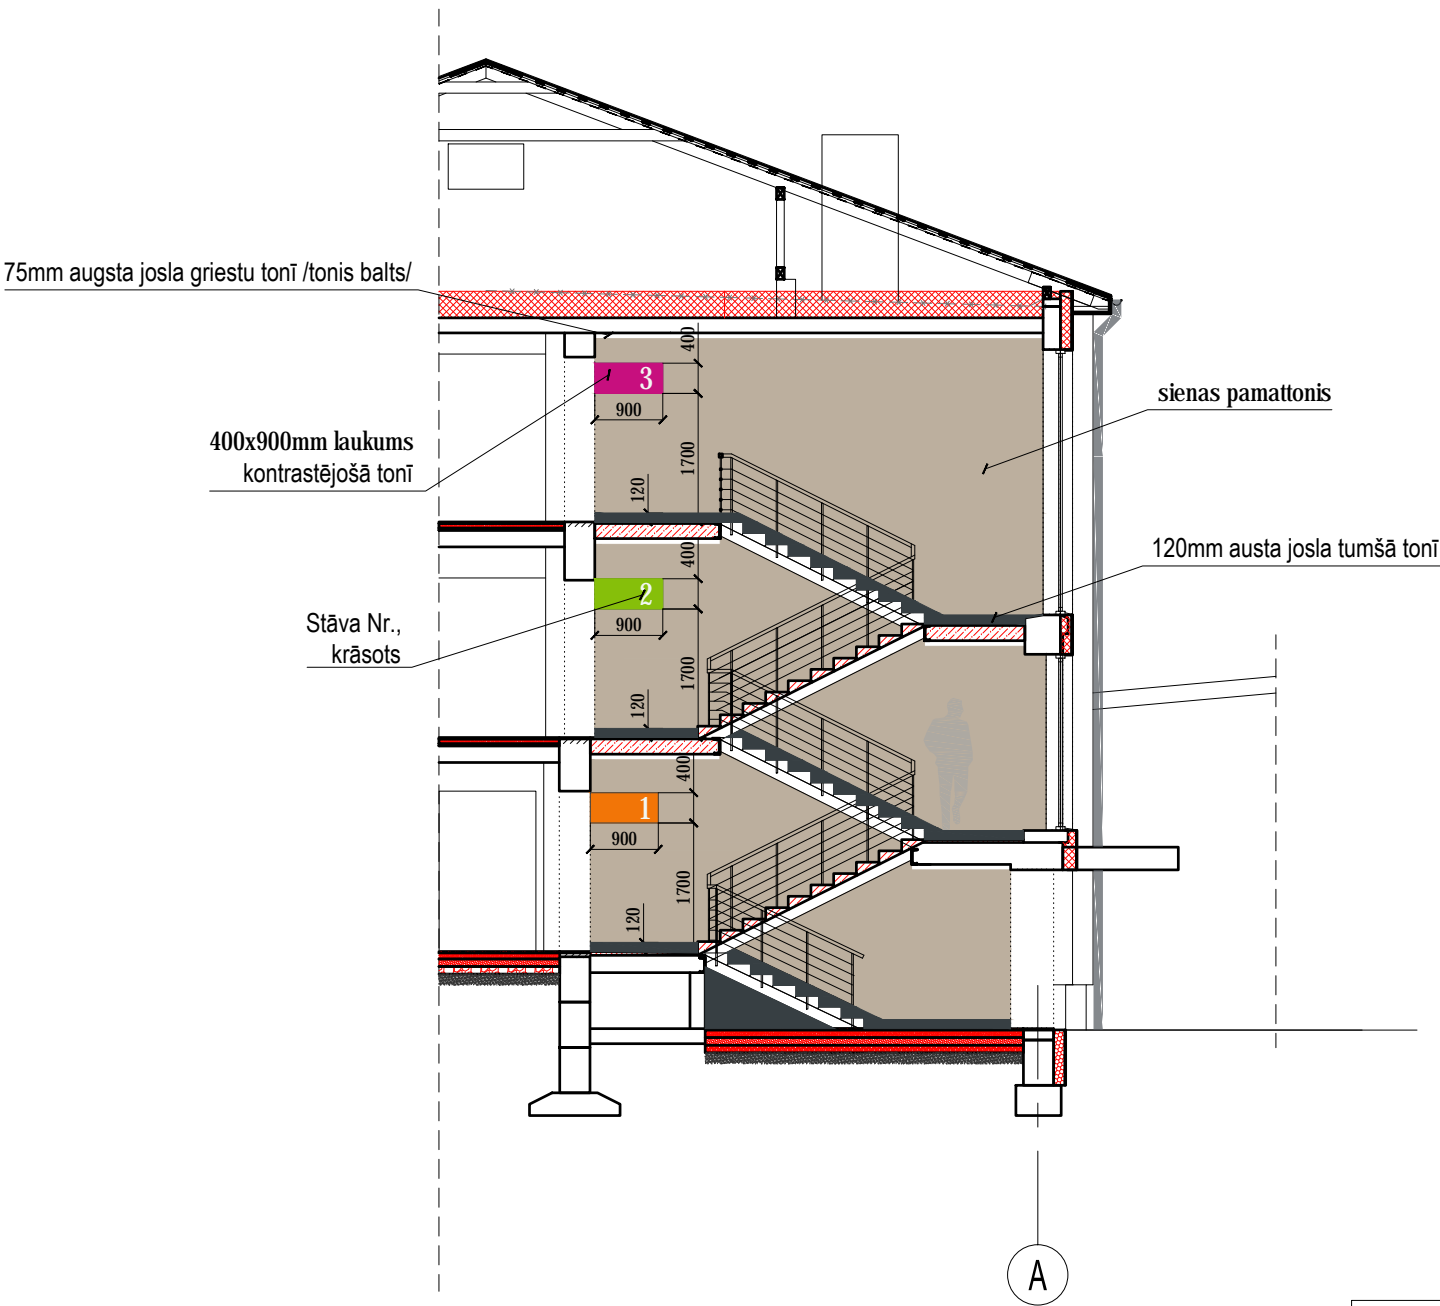 75mm augsta josla griestu tonī /tonis balts/
400
3
900
sienas pamattonis
400x900mm laukums
kontrastējošā tonī
1700
120
400
120mm austa josla tumšā tonī
2
Stāva Nr.,
krāsots
900
1700
120
400
1
900
1700
120
A